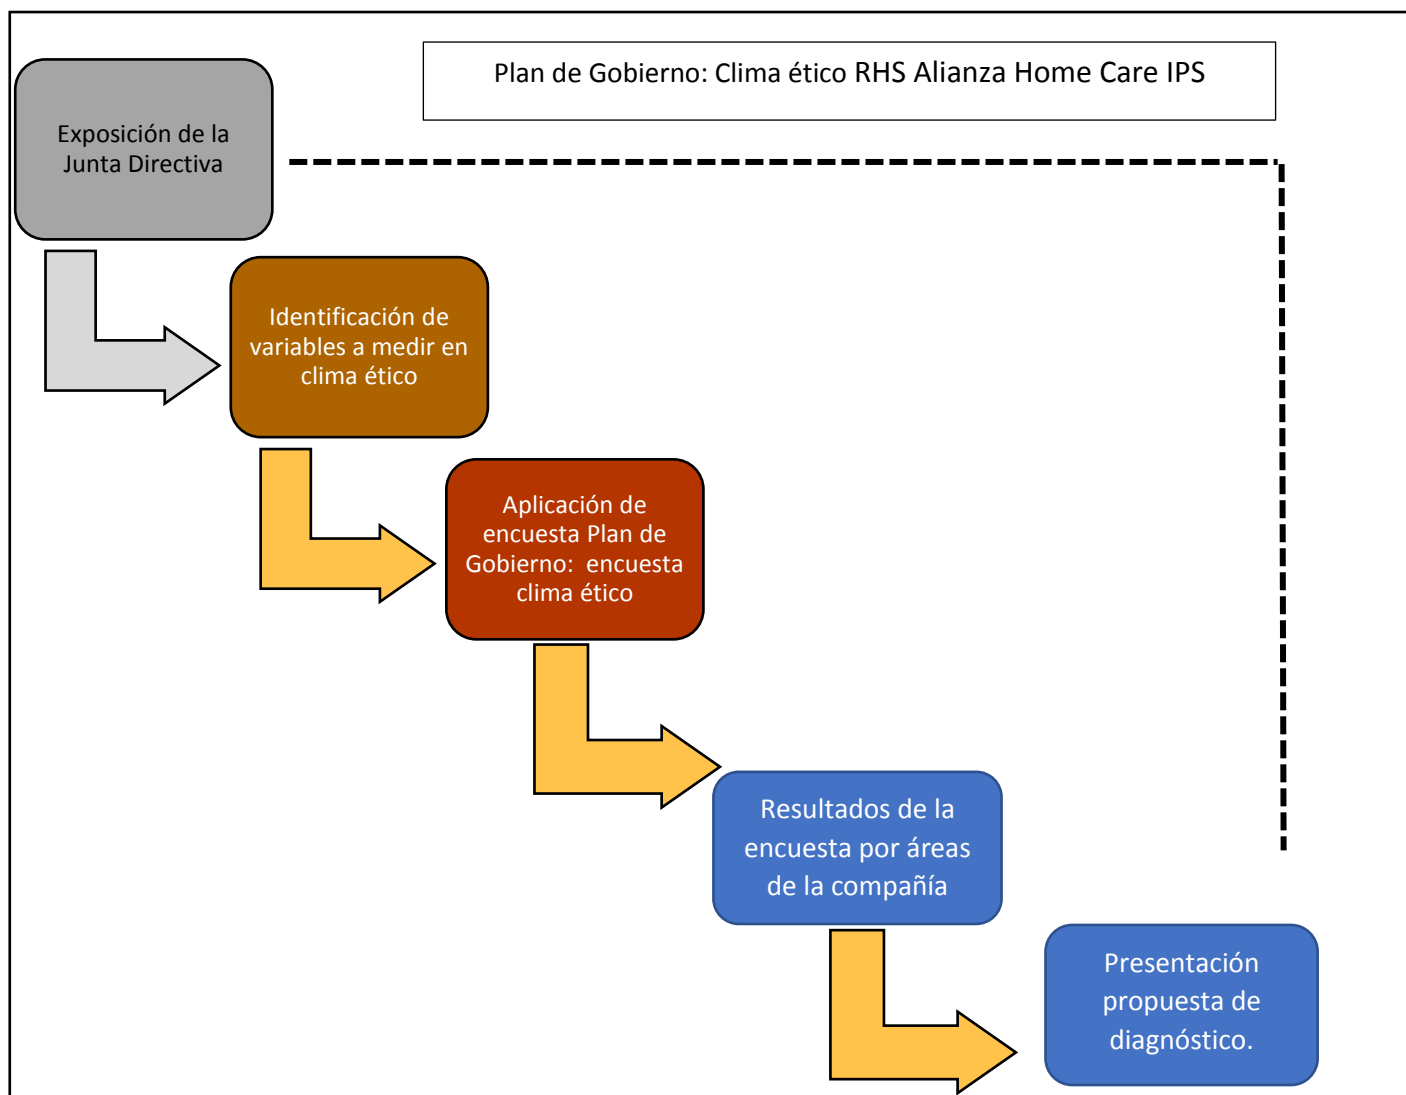 Plan de Gobierno: Clima ético RHS Alianza Home Care IPS
Exposición de la
Junta Directiva
Identificación de
variables a medir en
clima ético
Aplicación de
encuesta Plan de
Gobierno:  encuesta
clima ético
Resultados de la
encuesta por áreas
de la compañía
Presentación
propuesta de
diagnóstico.